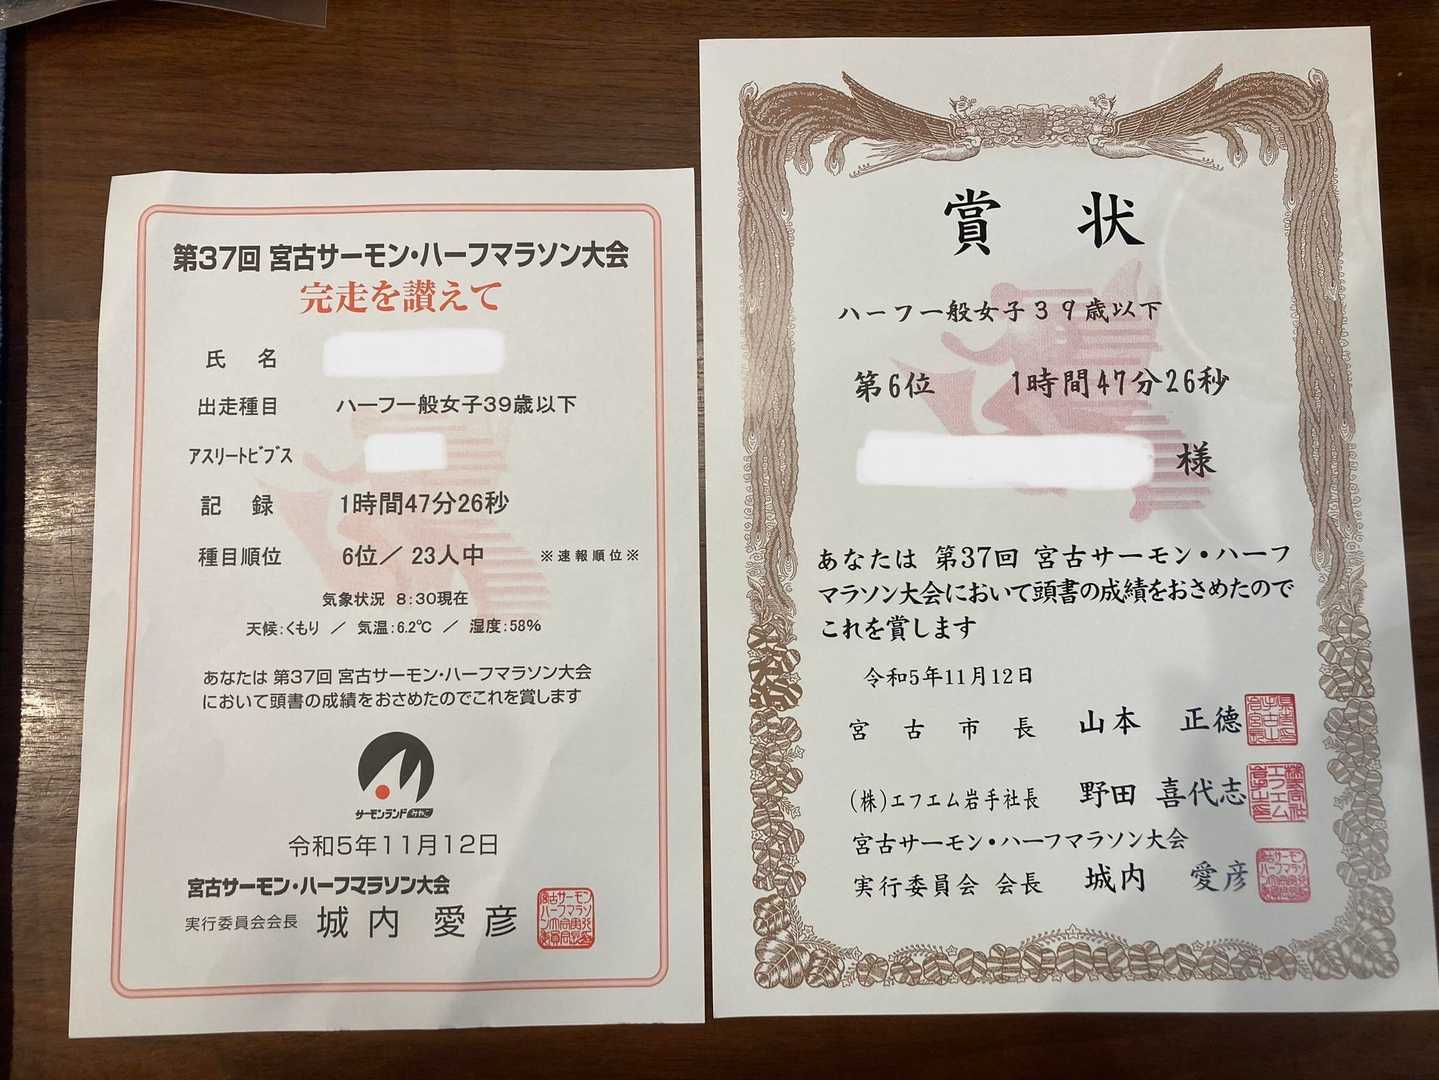 第37回 宮古サーモン・ハーフマラソン大会
完走を讃えて
氏 名
出走種目 ハーフ一般女子39歳以下
アスリートビブス
記 録 1時間47分26秒
種目順位 6位／ 23人中 ※速報順位※
気象状況 8:30現在
天候:くもり ／ 気温:6.2℃ ／ 湿度:58%
あなたは 第37回 宮古サーモン・ハーフマラソン大会
において頭書の成績をおさめたのでこれを賞します
サーモンランドみやこ
令和5年11月12日
宮古サーモン・ハーフマラソン大会
実行委員会会長 城内 愛彦
賞 状
ハーフ一般女子39歳以下
第6位 1時間47分26秒
様
あなたは 第37回 宮古サーモン・ハーフ
マラソン大会において頭書の成績をおさめたので
これを賞します
令和5年11月12日
宮古市長 山本 正徳
(株)エフエム岩手社長 野田 喜代志
宮古サーモン・ハーフマラソン大会
実行委員会 会長 城内 愛彦